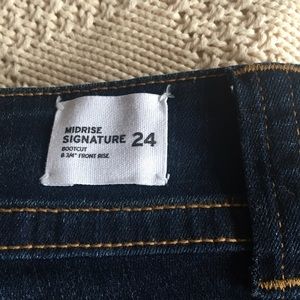 MIDRISE
SIGNATURE 24
BOOTCUT
8 3/4" FRONT RISE